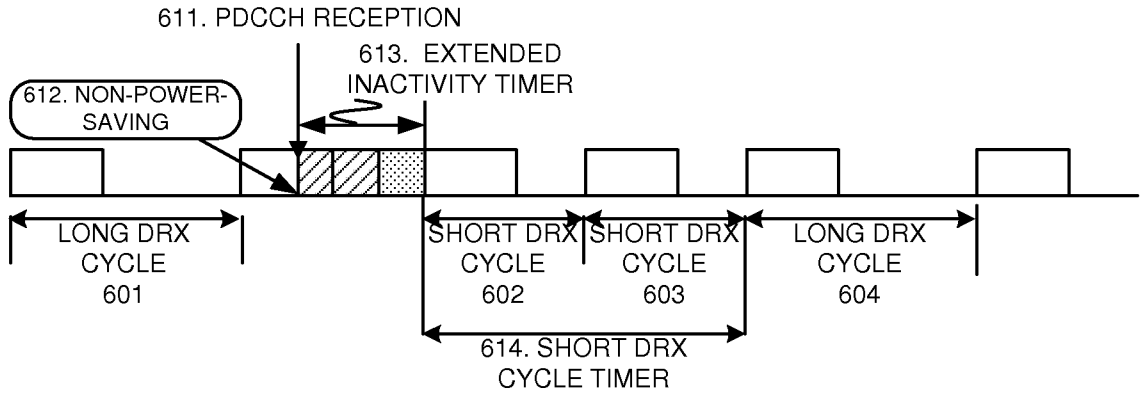 611. PDCCH RECEPTION
613. EXTENDED
INACTIVITY TIMER
612. NON-POWER-
SAVING
LONG DRX
CYCLE
601
SHORT DRX
CYCLE
602
SHORT DRX
CYCLE
603
LONG DRX
CYCLE
604
614. SHORT DRX
CYCLE TIMER